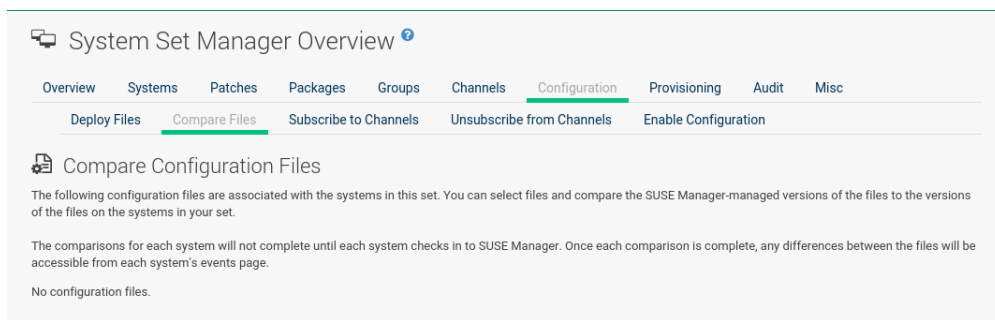 System Set Manager Overview ?
Overview Systems Patches Packages Groups Channels Configuration Provisioning Audit Misc
Deploy Files Compare Files Subscribe to Channels Unsubscribe from Channels Enable Configuration
Compare Configuration Files
The following configuration files are associated with the systems in this set. You can select files and compare the SUSE Manager-managed versions of the files to the versions
of the files on the systems in your set.
The comparisons for each system will not complete until each system checks in to SUSE Manager. Once each comparison is complete, any differences between the files will be
accessible from each system's events page.
No configuration files.